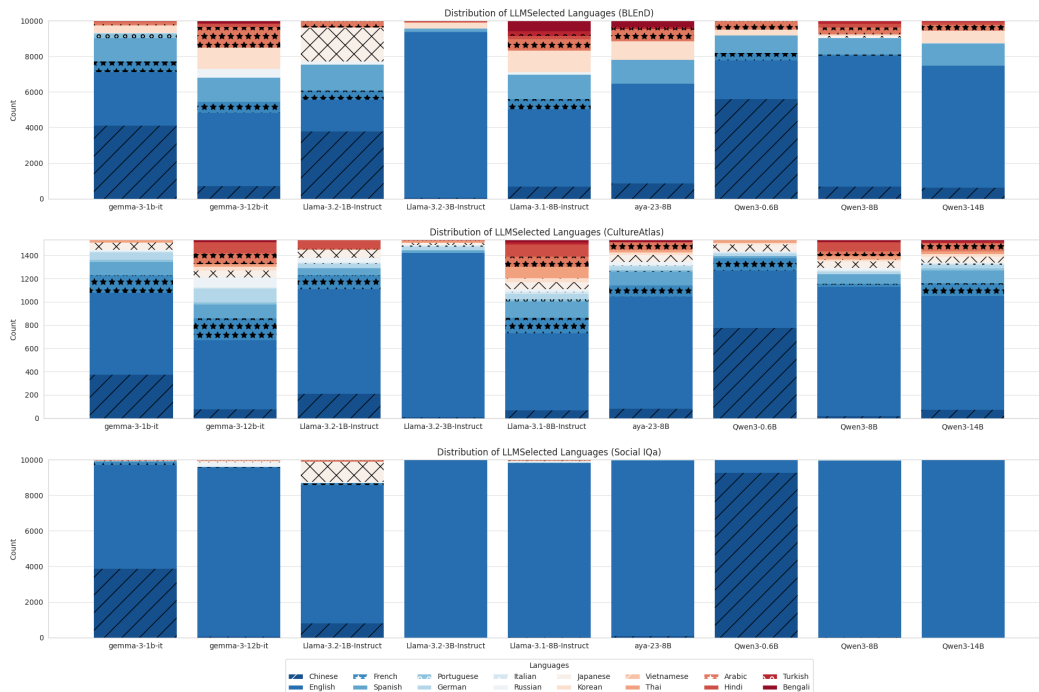 Distribution of LLMSelected Languages (BLEnD)
10000
8000
6000
4000
2000
0
Count
gemma-3-1b-it gemma-3-12b-it Llama-3.2-1B-Instruct Llama-3.2-3B-Instruct Llama-3.1-8B-Instruct aya-23-8B Qwen3-0.6B Qwen3-8B Qwen3-14B
Distribution of LLMSelected Languages (CultureAtlas)
1400
1200
1000
800
600
400
200
0
Count
gemma-3-1b-it gemma-3-12b-it Llama-3.2-1B-Instruct Llama-3.2-3B-Instruct Llama-3.1-8B-Instruct aya-23-8B Qwen3-0.6B Qwen3-8B Qwen3-14B
Distribution of LLMSelected Languages (Social IQa)
10000
8000
6000
4000
2000
0
Count
gemma-3-1b-it gemma-3-12b-it Llama-3.2-1B-Instruct Llama-3.2-3B-Instruct Llama-3.1-8B-Instruct aya-23-8B Qwen3-0.6B Qwen3-8B Qwen3-14B
Languages
Chinese French Portuguese Italian Japanese Vietnamese Arabic Turkish
English Spanish German Russian Korean Thai Hindi Bengali